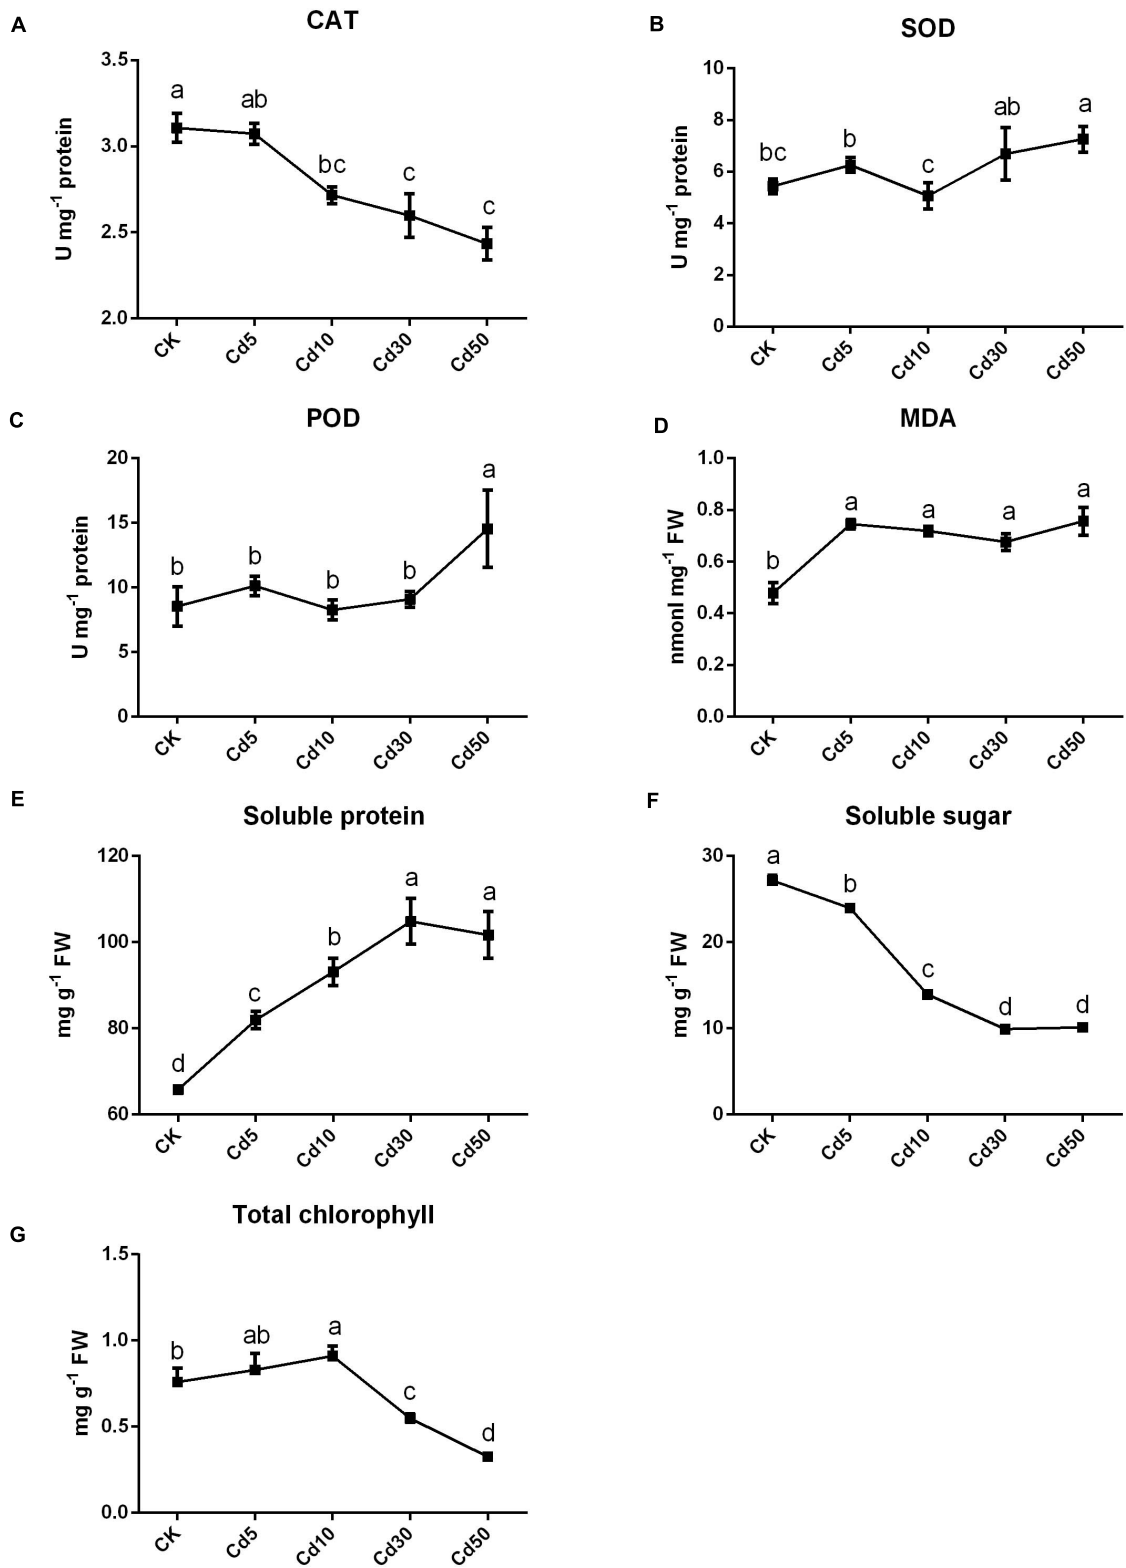 A
CAT
U mg-1 protein
3.5
3.0
2.5
2.0
a
ab
bc
c
c
CK
Cd5
Cd10
Cd30
Cd50
B
SOD
U mg-1 protein
10
8
6
4
2
0
bc
b
c
ab
a
CK
Cd5
Cd10
Cd30
Cd50
C
POD
U mg-1 protein
20
15
10
5
0
b
b
b
b
a
CK
Cd5
Cd10
Cd30
Cd50
D
MDA
nmonl mg-1 FW
1.0
0.8
0.6
0.4
0.2
0.0
b
a
a
a
a
CK
Cd5
Cd10
Cd30
Cd50
E
Soluble protein
mg g-1 FW
120
100
80
60
d
c
b
a
a
CK
Cd5
Cd10
Cd30
Cd50
F
Soluble sugar
mg g-1 FW
30
20
10
0
a
b
c
d
d
CK
Cd5
Cd10
Cd30
Cd50
G
Total chlorophyll
mg g-1 FW
1.5
1.0
0.5
0.0
b
ab
a
c
d
CK
Cd5
Cd10
Cd30
Cd50